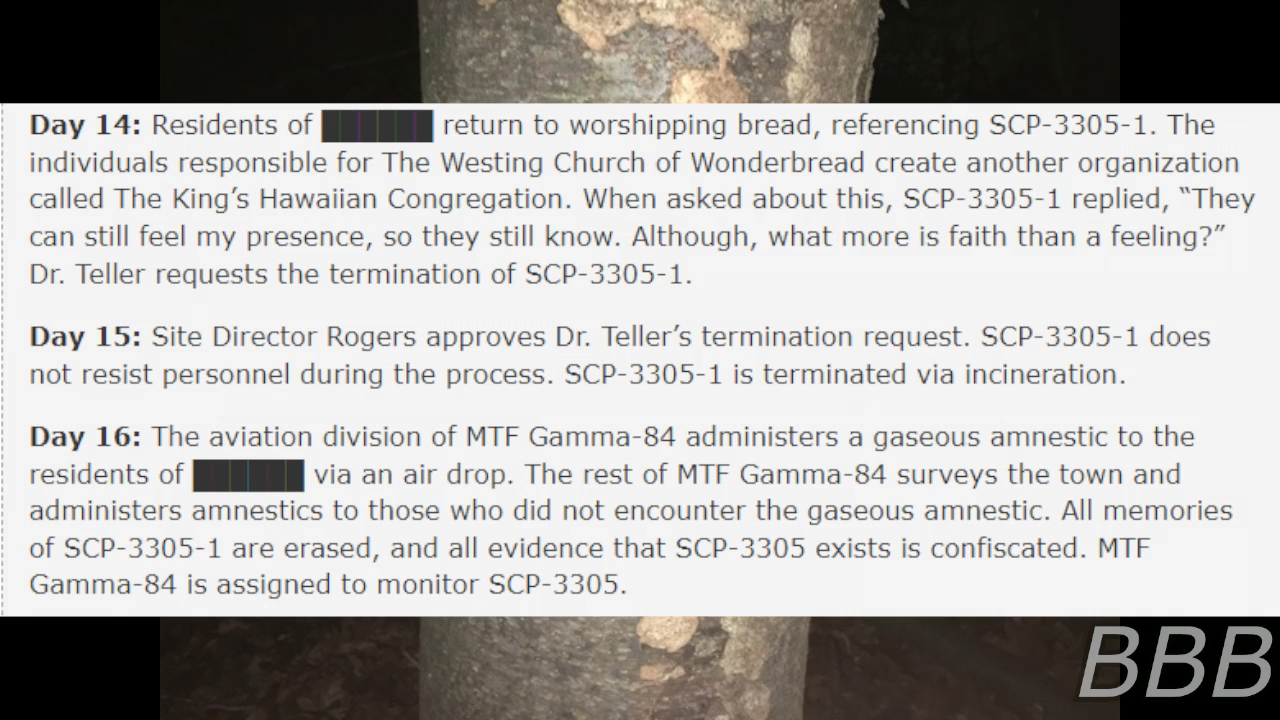 Day 14: Residents of ██████ return to worshipping bread, referencing SCP-3305-1. The
individuals responsible for The Westing Church of Wonderbread create another organization
called The King’s Hawaiian Congregation. When asked about this, SCP-3305-1 replied, “They
can still feel my presence, so they still know. Although, what more is faith than a feeling?”
Dr. Teller requests the termination of SCP-3305-1.
Day 15: Site Director Rogers approves Dr. Teller’s termination request. SCP-3305-1 does
not resist personnel during the process. SCP-3305-1 is terminated via incineration.
Day 16: The aviation division of MTF Gamma-84 administers a gaseous amnestic to the
residents of ██████ via an air drop. The rest of MTF Gamma-84 surveys the town and
administers amnestics to those who did not encounter the gaseous amnestic. All memories
of SCP-3305-1 are erased, and all evidence that SCP-3305 exists is confiscated. MTF
Gamma-84 is assigned to monitor SCP-3305.
BBB